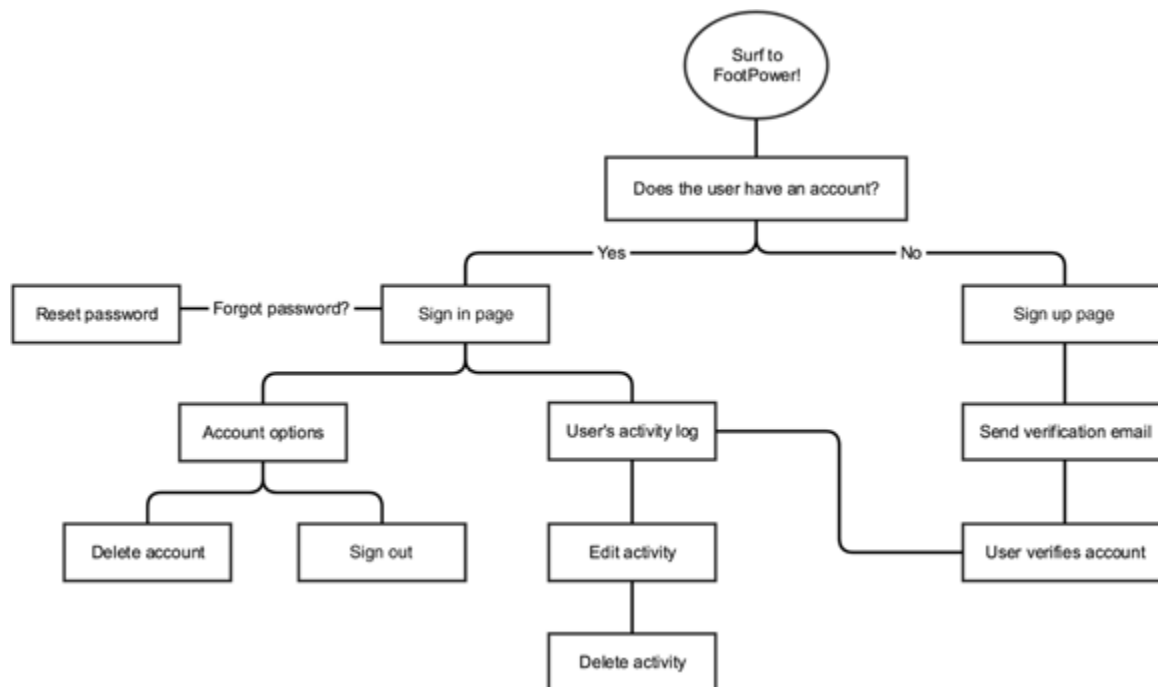 Surf to
FootPower!
Does the user have an account?
Yes
No
Reset password
Forgot password?
Sign in page
Sign up page
Account options
User's activity log
Send verification email
Delete account
Sign out
Edit activity
User verifies account
Delete activity